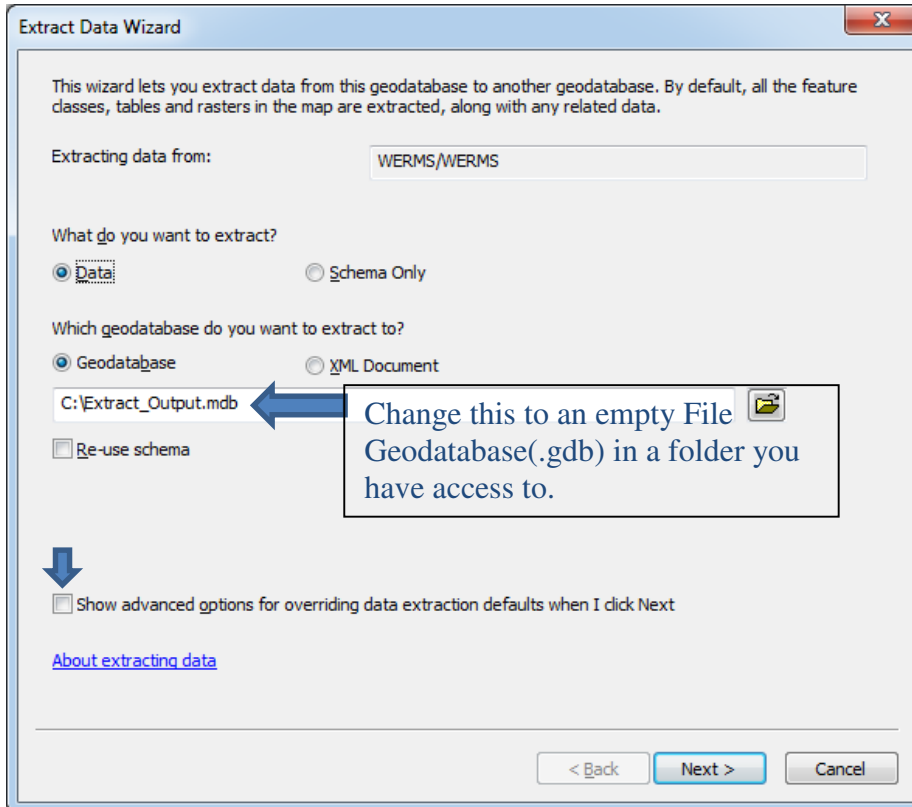 Extract Data Wizard
This wizard lets you extract data from this geodatabase to another geodatabase. By default, all the feature
classes, tables and rasters in the map are extracted, along with any related data.
Extracting data from: WERMS/WERMS
What do you want to extract?
Data Schema Only
Which geodatabase do you want to extract to?
Geodatabase XML Document
C:\Extract_Output.mdb
Change this to an empty File
Geodatabase(.gdb) in a folder you
have access to.
Re-use schema
Show advanced options for overriding data extraction defaults when I click Next
About extracting data
< Back Next > Cancel